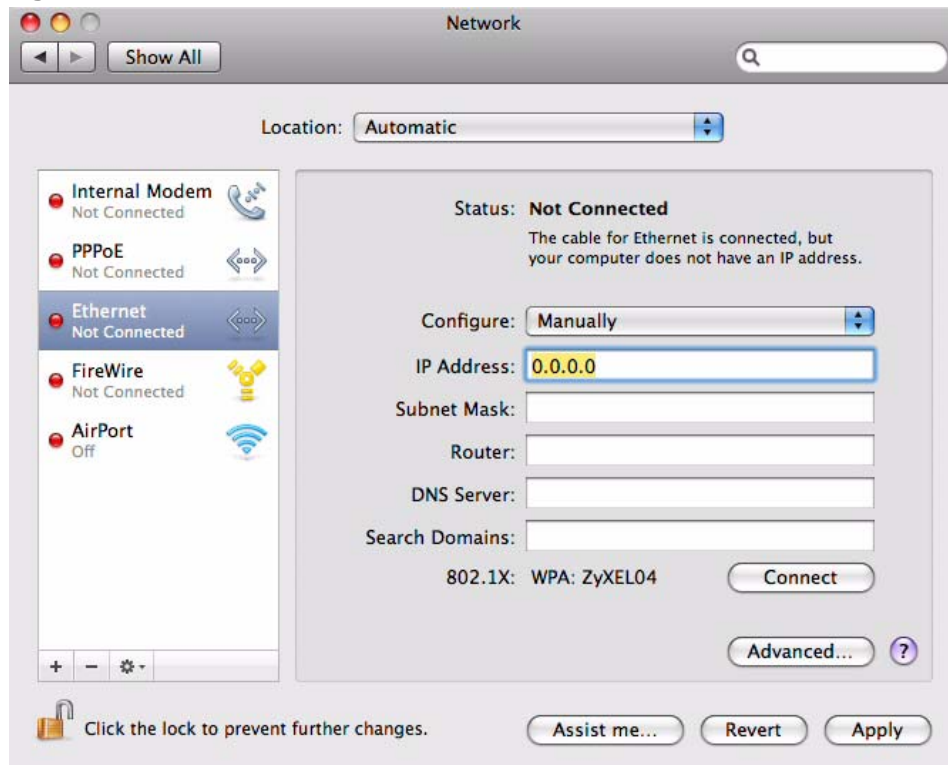 Network
Show All
Location: Automatic
Internal Modem
Not Connected
PPPoE
Not Connected
Ethernet
Not Connected
FireWire
Not Connected
AirPort
Off
Status: Not Connected
The cable for Ethernet is connected, but
your computer does not have an IP address.
Configure: Manually
IP Address: 0.0.0.0
Subnet Mask:
Router:
DNS Server:
Search Domains:
802.1X: WPA: ZyXEL04 Connect
Advanced... ?
Click the lock to prevent further changes.
Assist me... Revert Apply